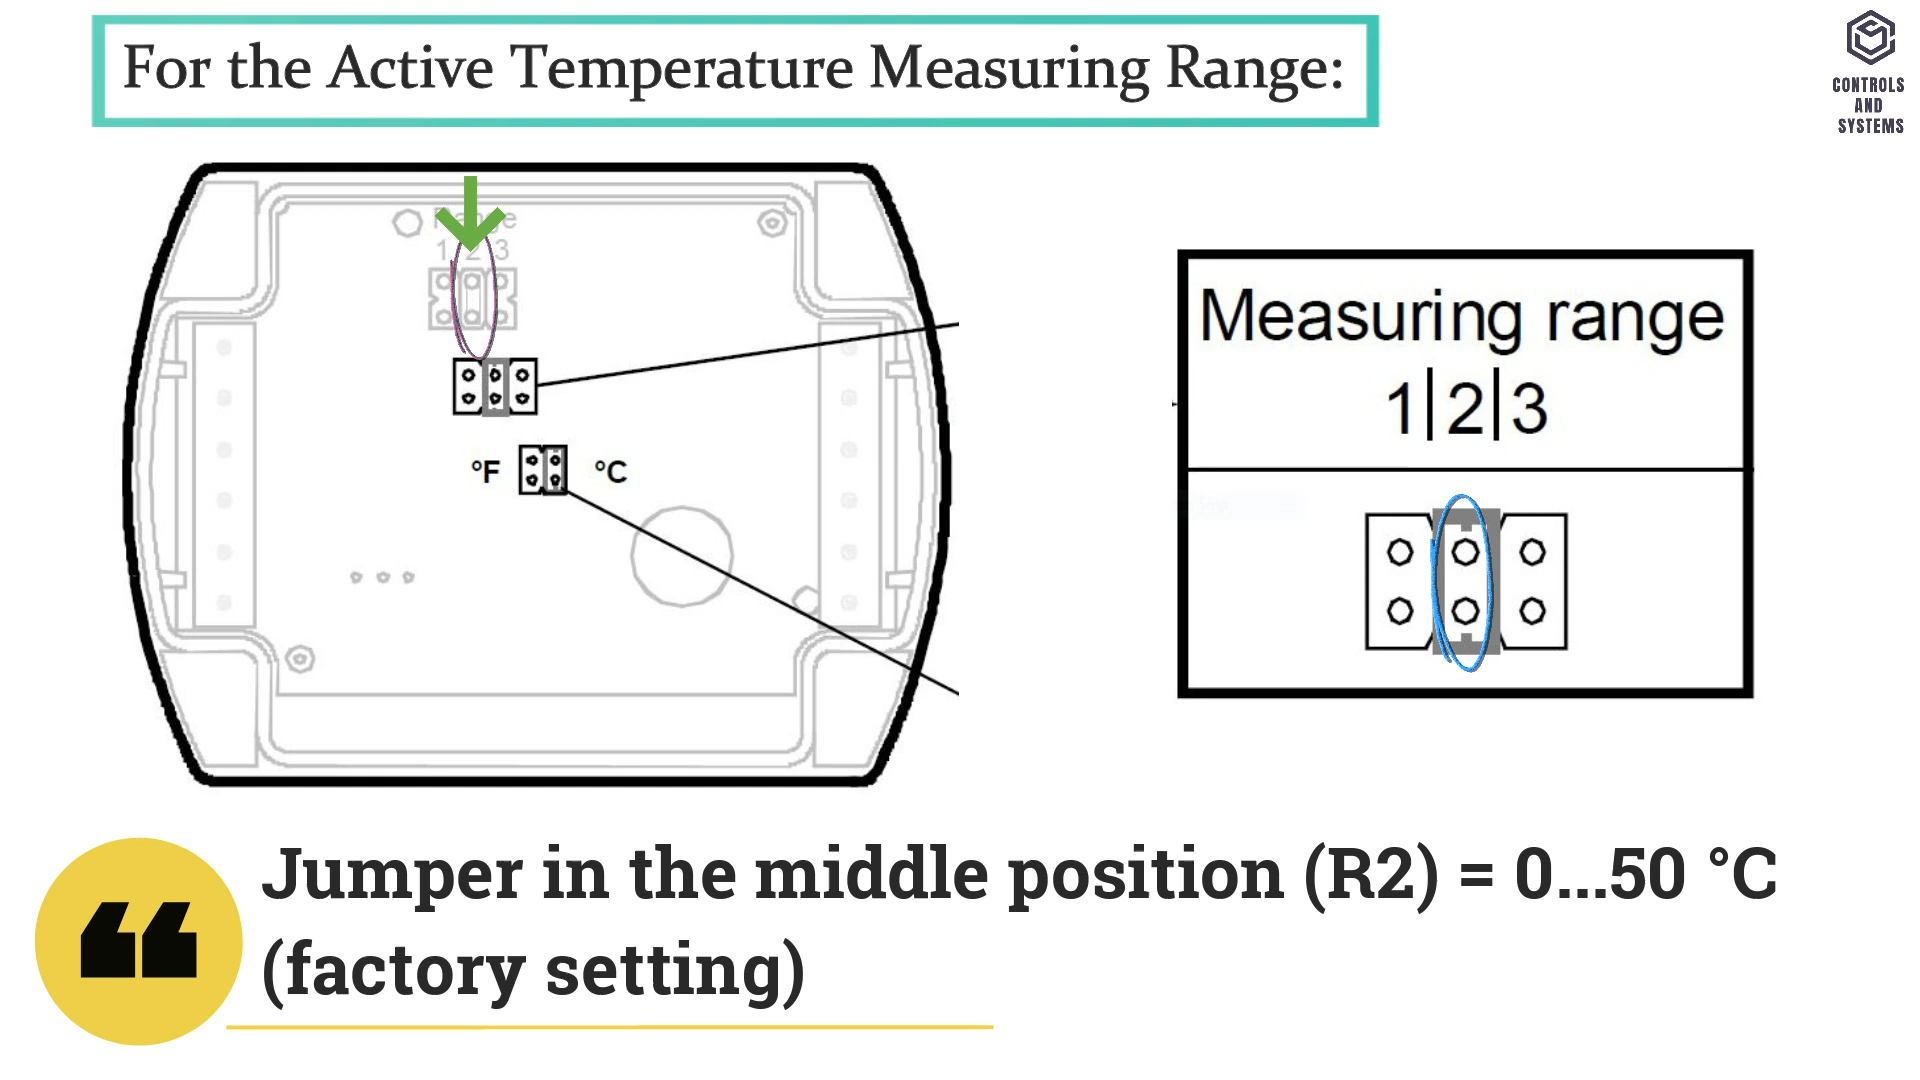 For the Active Temperature Measuring Range:
CONTROLS
AND
SYSTEMS
Range
1 2 3
°F °C
Measuring range
1|2|3
Jumper in the middle position (R2) = 0...50 °C
(factory setting)